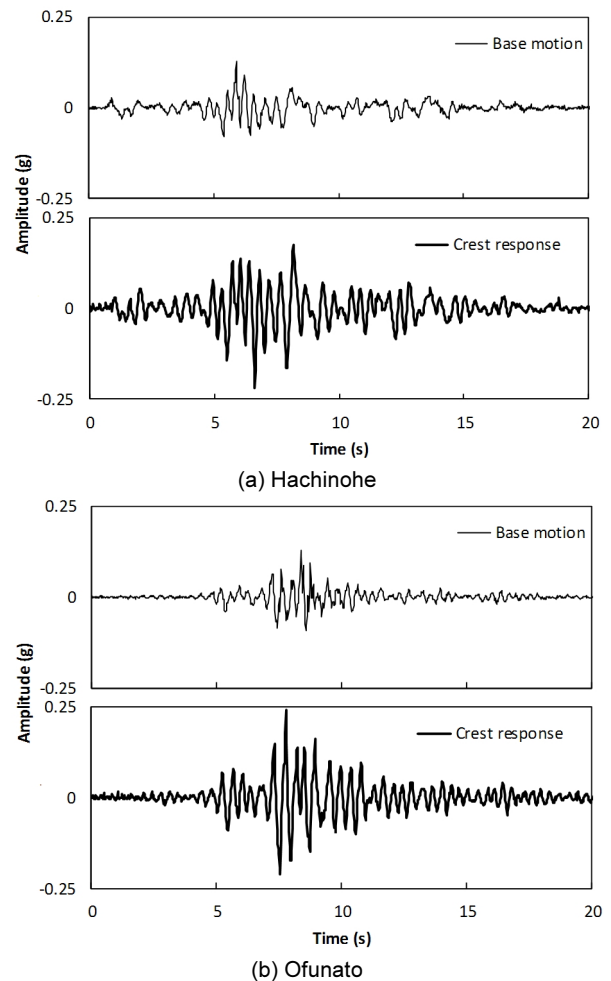 0.25
Base motion
0
-0.25
Amplitude (g)
0.25
Crest response
0
-0.25
0 5 10 15 20
Time (s)
(a) Hachinohe
0.25
Base motion
0
-0.25
Amplitude (g)
0.25
Crest response
0
-0.25
0 5 10 15 20
Time (s)
(b) Ofunato